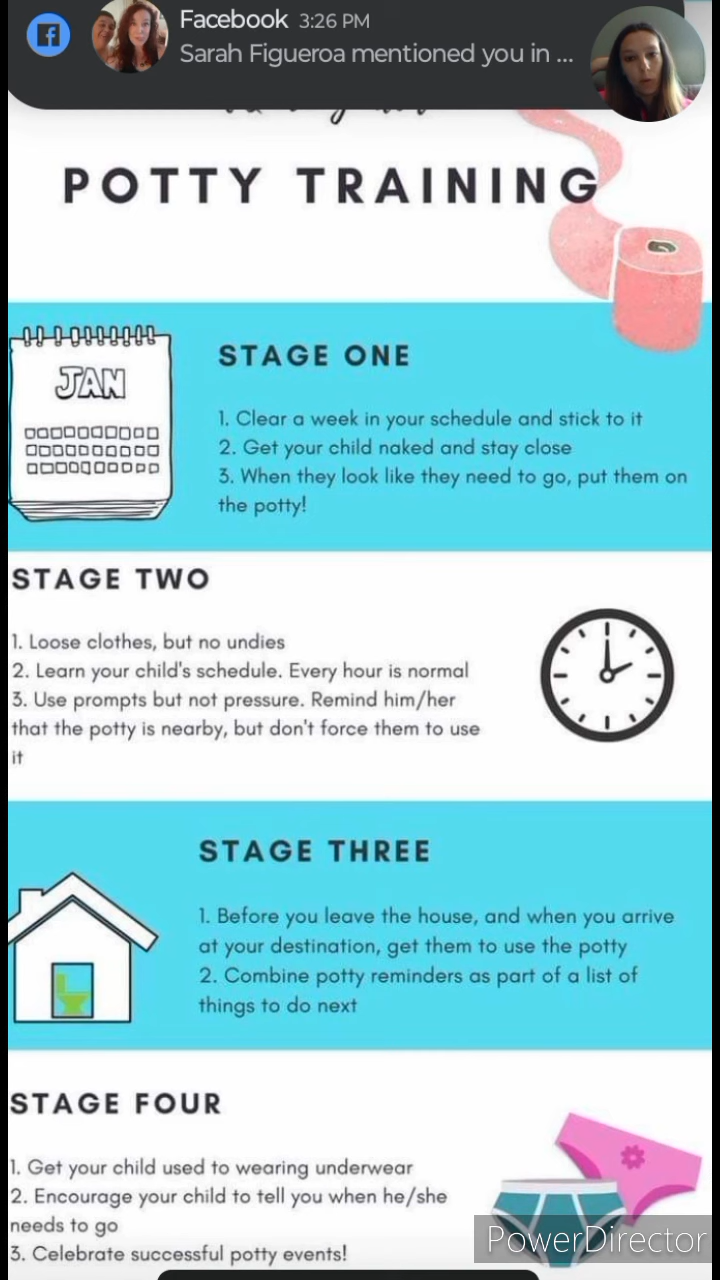 Facebook 3:26 PM
Sarah Figueroa mentioned you in ...
POTTY TRAINING
JAN
STAGE ONE
1. Clear a week in your schedule and stick to it
2. Get your child naked and stay close
3. When they look like they need to go, put them on
the potty!
STAGE TWO
1. Loose clothes, but no undies
2. Learn your child's schedule. Every hour is normal
3. Use prompts but not pressure. Remind him/her
that the potty is nearby, but don't force them to use
it
STAGE THREE
1. Before you leave the house, and when you arrive
at your destination, get them to use the potty
2. Combine potty reminders as part of a list of
things to do next
STAGE FOUR
1. Get your child used to wearing underwear
2. Encourage your child to tell you when he/she
needs to go
3. Celebrate successful potty events!
PowerDirector